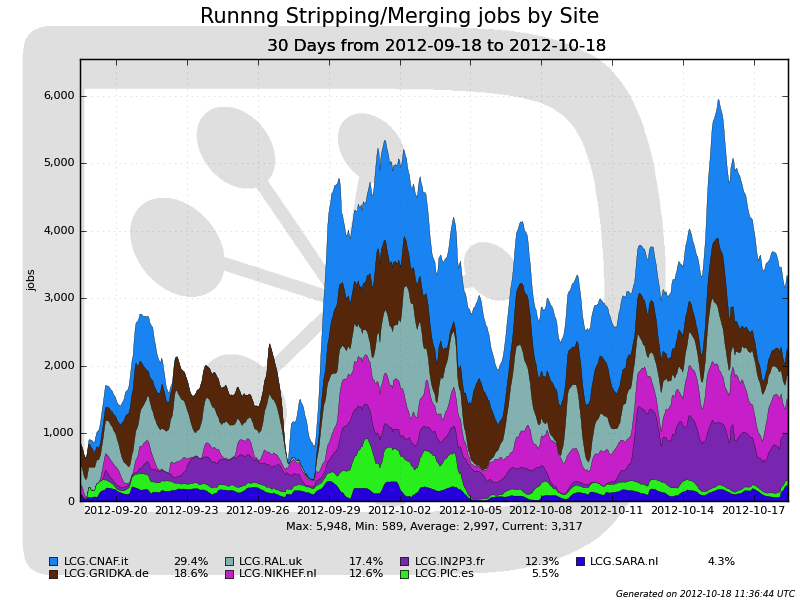 Runnng Stripping/Merging jobs by Site
30 Days from 2012-09-18 to 2012-10-18
6,000
5,000
4,000
3,000
2,000
1,000
0
jobs
2012-09-20 2012-09-23 2012-09-26 2012-09-29 2012-10-02 2012-10-05 2012-10-08 2012-10-11 2012-10-14 2012-10-17
Max: 5,948, Min: 589, Average: 2,997, Current: 3,317
LCG.CNAF.it 29.4% LCG.RAL.uk 17.4% LCG.IN2P3.fr 12.3% LCG.SARA.nl 4.3%
LCG.GRIDKA.de 18.6% LCG.NIKHEF.nl 12.6% LCG.PIC.es 5.5%
Generated on 2012-10-18 11:36:44 UTC